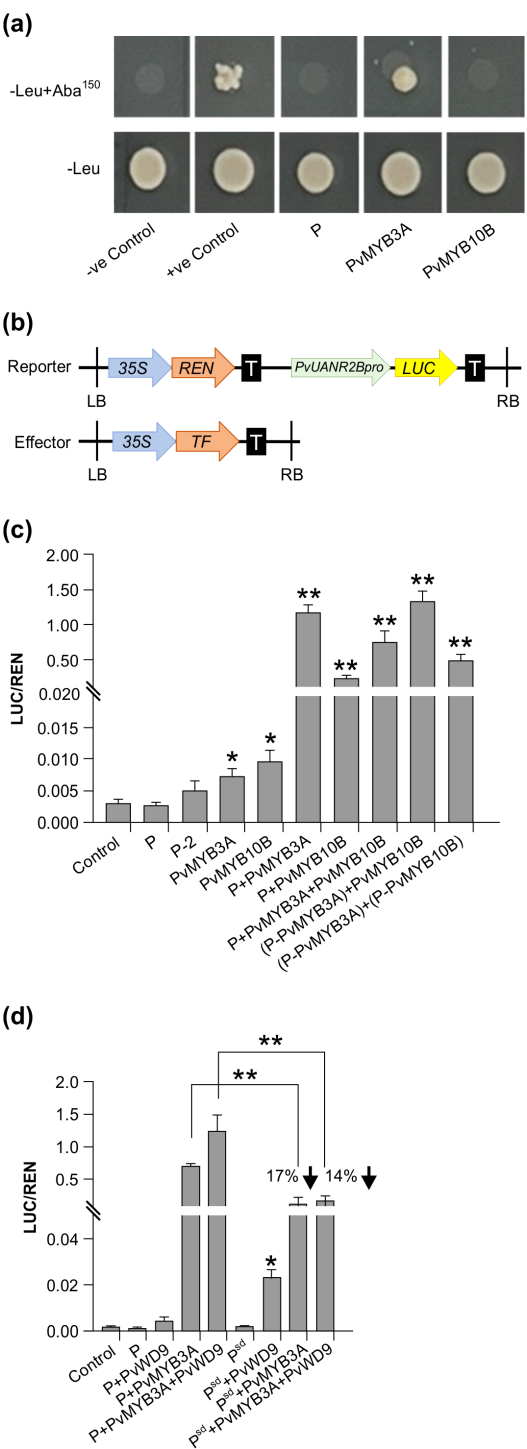 (a)
-Leu+Aba150
-Leu
-ve Control
+ve Control
P
PvMYB3A
PvMYB10B
(b)
Reporter
35S
REN
T
PvUANR2Bpro
LUC
T
LB
RB
Effector
35S
TF
T
LB
RB
(c)
2.00
1.50
1.00
0.50
0.020
0.015
0.010
0.005
0.000
LUC/REN
*
*
**
**
**
**
**
Control
P
P-2
PvMYB3A
PvMYB10B
P+PvMYB3A
P+PvMYB10B
P+PvMYB3A+PvMYB10B
(P-PvMYB3A)+PvMYB10B
(P-PvMYB3A)+(P-PvMYB10B)
(d)
**
**
2.0
1.5
1.0
0.5
0.04
0.02
0.00
LUC/REN
17%
14%
*
Control
P
P+PvWD9
P+PvMYB3A
P+PvMYB3A+PvWD9
Psd
Psd+PvWD9
Psd+PvMYB3A
Psd+PvMYB3A+PvWD9